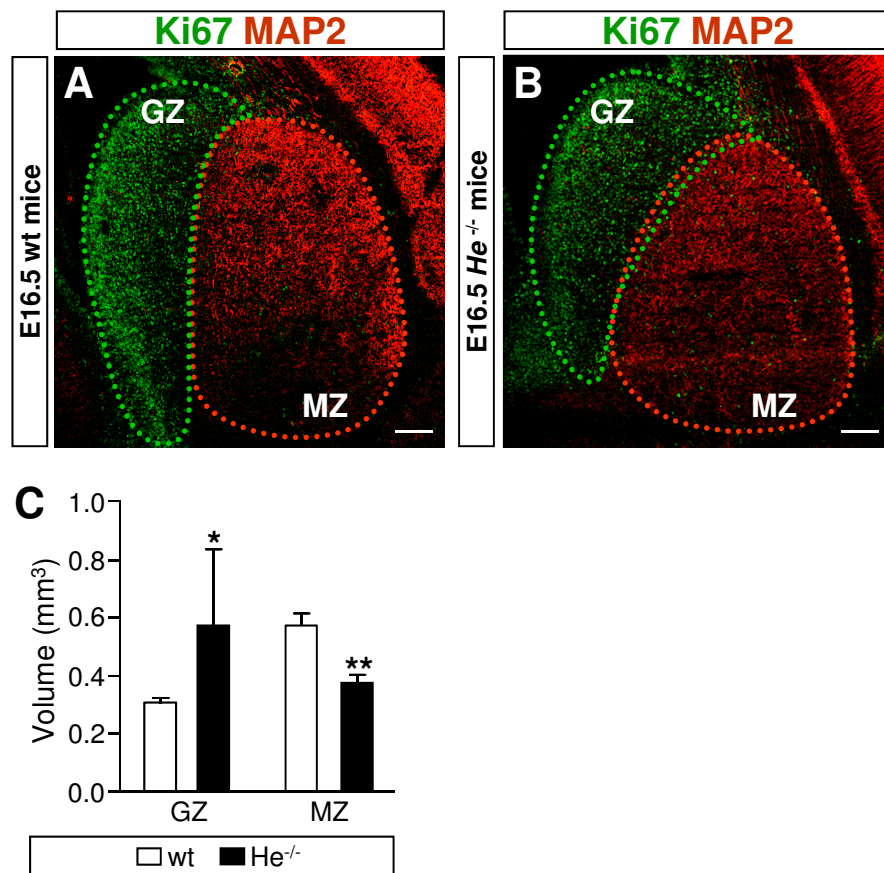 Ki67 MAP2
Ki67 MAP2
E16.5 wt mice
A
GZ
MZ
E16.5 He -/- mice
B
GZ
MZ
C
Volume (mm³)
1.0
0.8
0.6
0.4
0.2
0.0
*
**
GZ MZ
wt He-/-